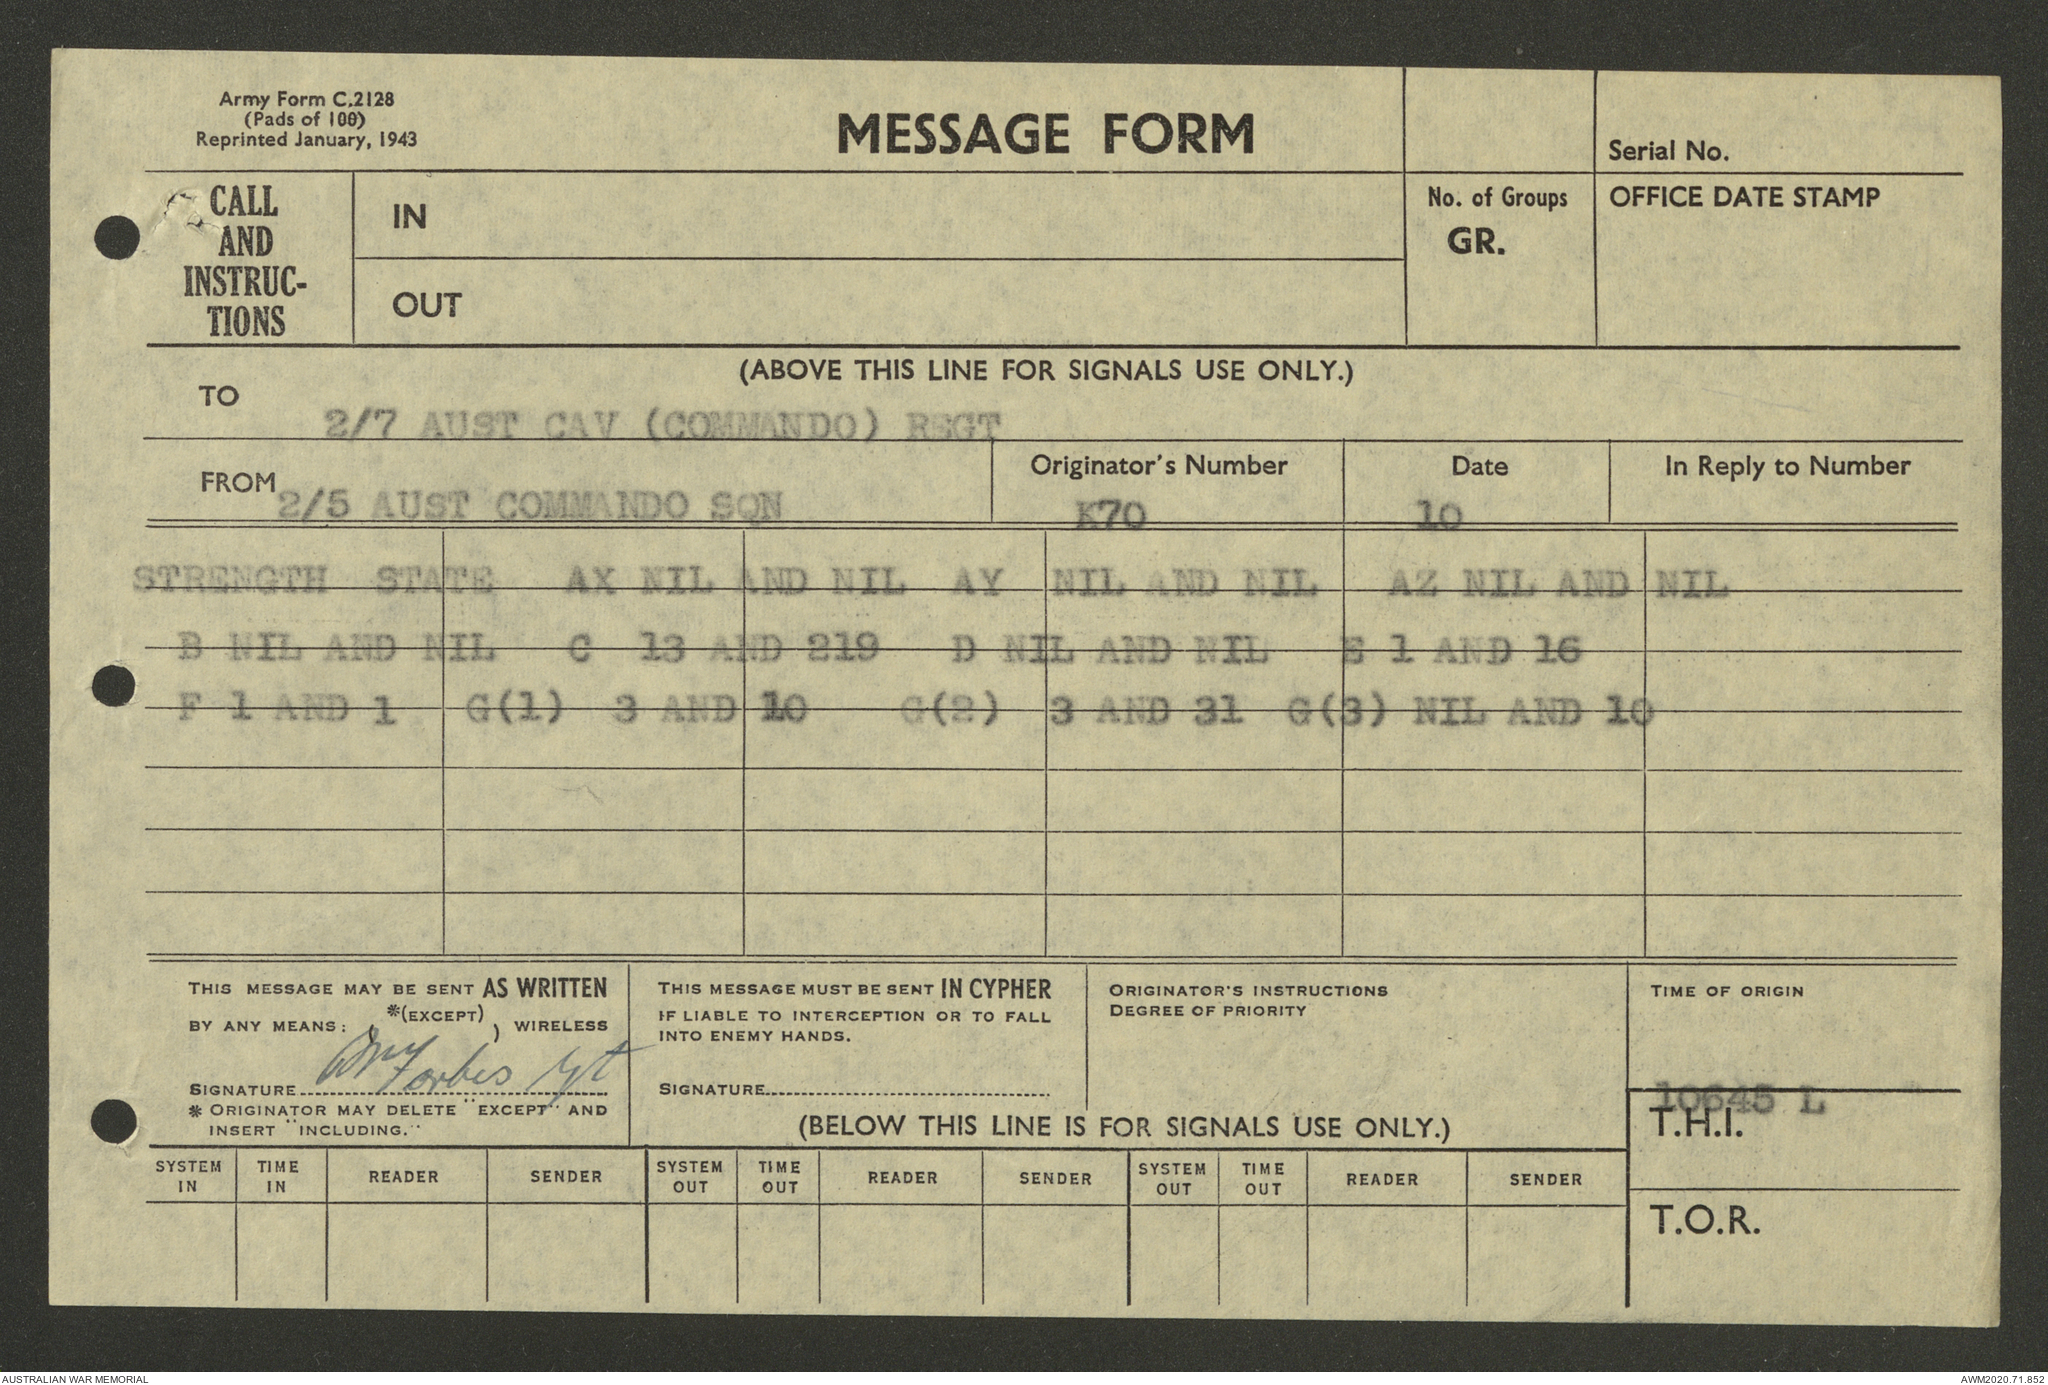 Army Form C.2128
(Pads of 100)
Reprinted January, 1943
MESSAGE FORM
Serial No.
CALL
AND
INSTRUC-
TIONS
IN
OUT
No. of Groups
GR.
OFFICE DATE STAMP
(ABOVE THIS LINE FOR SIGNALS USE ONLY.)
TO
2/7 AUST CAV (COMMANDO) REGT
FROM 2/5 AUST COMMANDO SQN
Originator's Number
K70
Date
10
In Reply to Number
STRENGTH STATE AX NIL AND NIL AY NIL AND NIL AZ NIL AND NIL
B NIL AND NIL C 13 AND 219 D NIL AND NIL E 1 AND 16
F 1 AND 1 G(1) 3 AND 10 G(2) 3 AND 31 G(3) NIL AND 10
THIS MESSAGE MAY BE SENT AS WRITTEN
BY ANY MEANS: (*(EXCEPT)) WIRELESS
SIGNATURE Forbes
* ORIGINATOR MAY DELETE "EXCEPT" AND
INSERT "INCLUDING."
THIS MESSAGE MUST BE SENT IN CYPHER
IF LIABLE TO INTERCEPTION OR TO FALL
INTO ENEMY HANDS.
SIGNATURE
ORIGINATOR'S INSTRUCTIONS
DEGREE OF PRIORITY
TIME OF ORIGIN
10645 L
(BELOW THIS LINE IS FOR SIGNALS USE ONLY.)
T.H.I.
T.O.R.
SYSTEM IN TIME IN READER SENDER SYSTEM OUT TIME OUT READER SENDER SYSTEM OUT TIME OUT READER SENDER
AUSTRALIAN WAR MEMORIAL
AWM2020.71.852